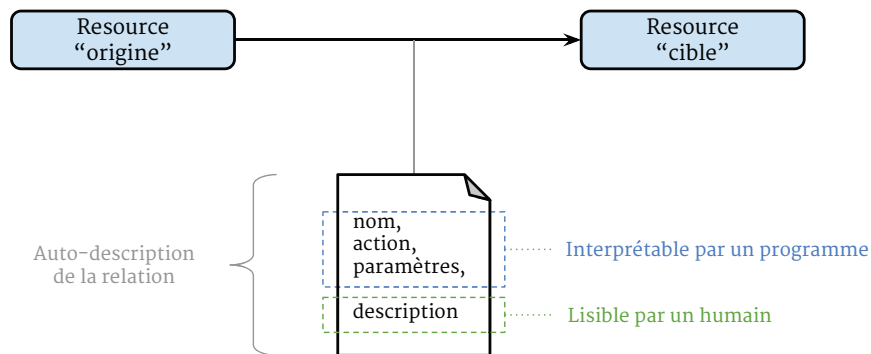 Resource
“origine”
Resource
“cible”
nom,
action,
paramètres,
description
Auto-description
de la relation
Interprétable par un programme
Lisible par un humain